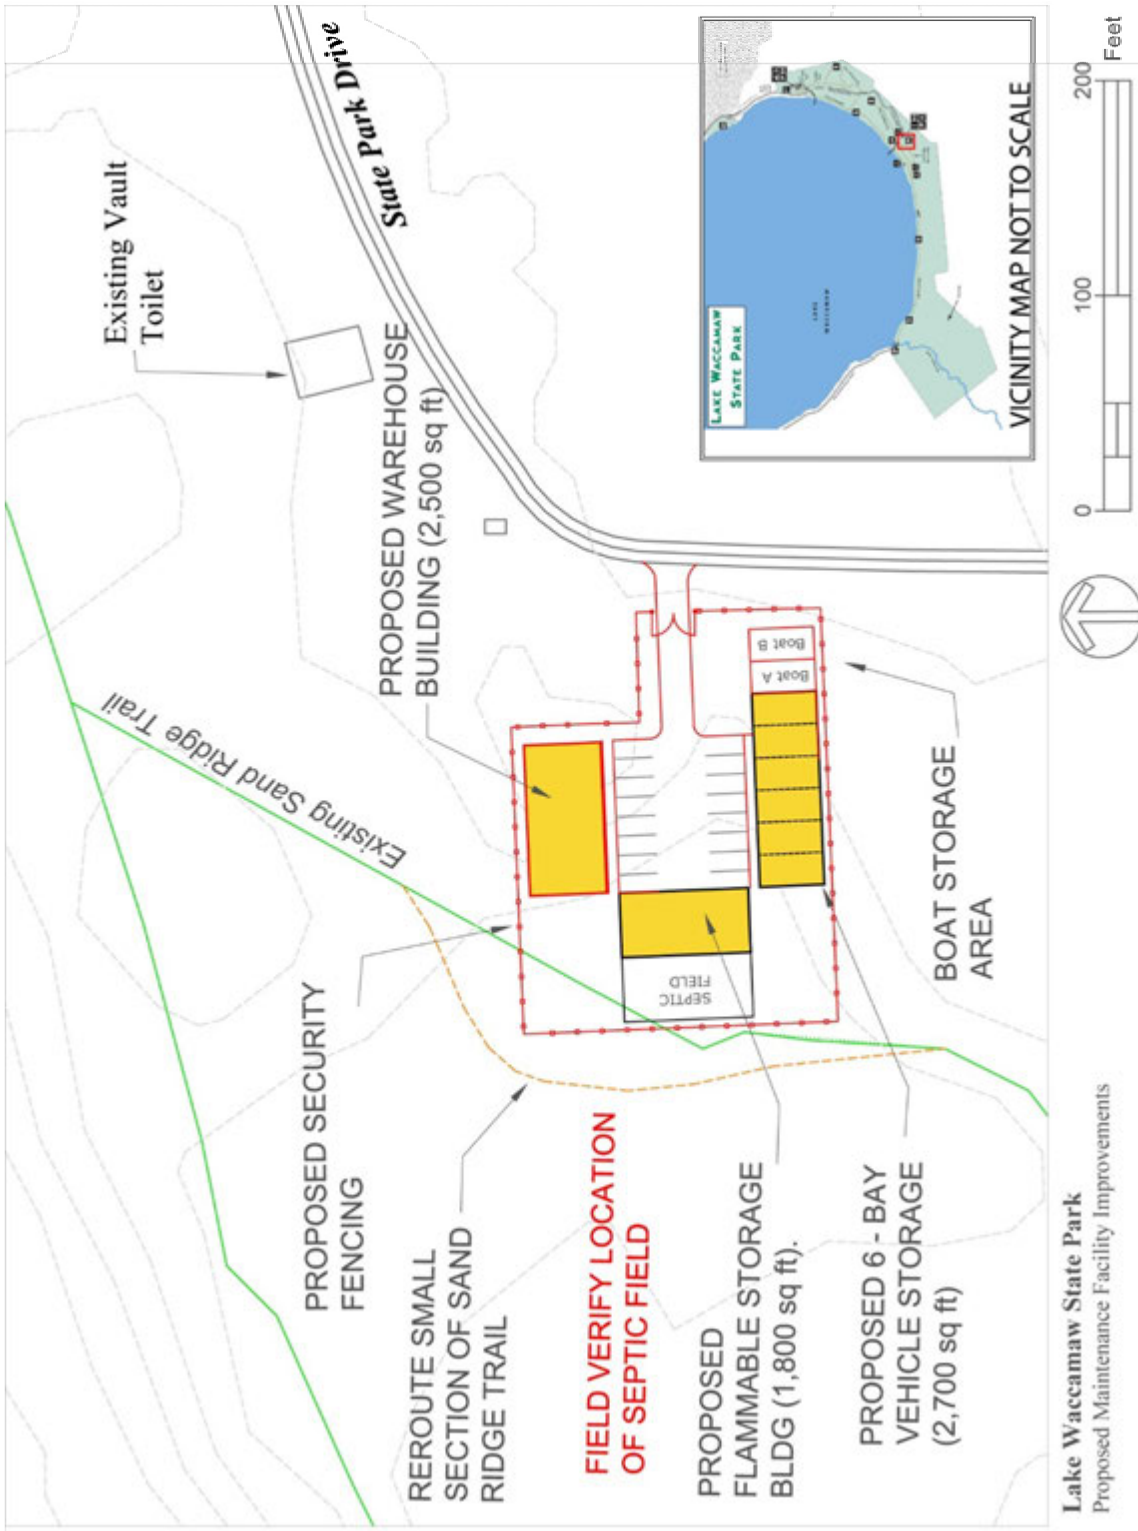 Existing Vault
Toilet
State Park Drive
PROPOSED WAREHOUSE
BUILDING (2,500 sq ft)
Existing Sand Ridge Trail
PROPOSED SECURITY
FENCING
REROUTE SMALL
SECTION OF SAND
RIDGE TRAIL
FIELD VERIFY LOCATION
OF SEPTIC FIELD
PROPOSED
FLAMMABLE STORAGE
BLDG (1,800 sq ft).
PROPOSED 6 - BAY
VEHICLE STORAGE
(2,700 sq ft)
SEPTIC
FIELD
Boat A
Boat B
BOAT STORAGE
AREA
LAKE WACCAMAW
STATE PARK
LAKE
WACCAMAW
VICINITY MAP NOT TO SCALE
0
100
200
Feet
Lake Waccamaw State Park
Proposed Maintenance Facility Improvements